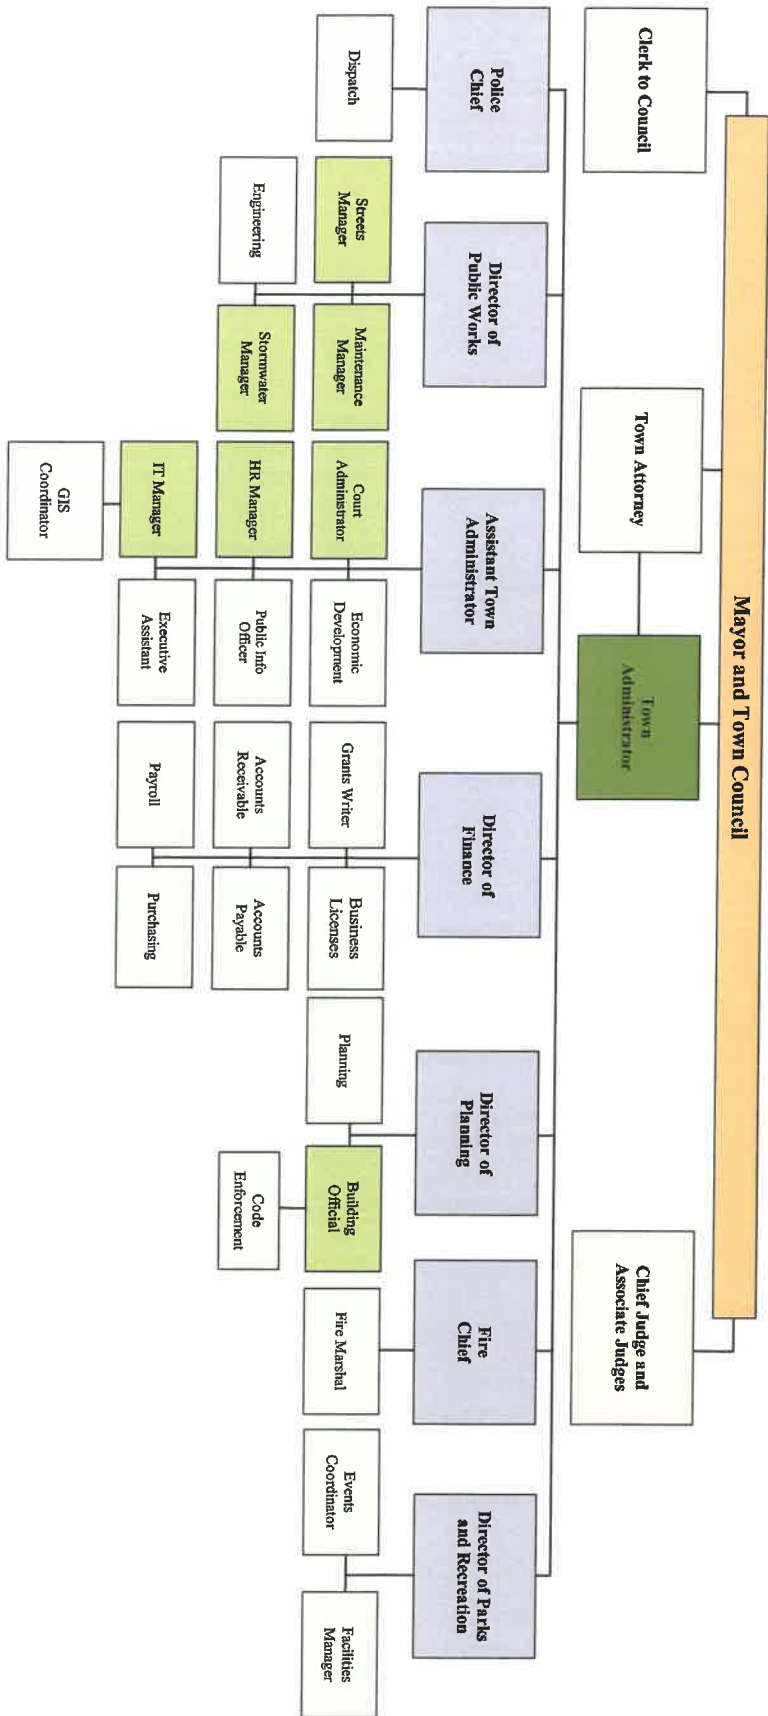 Mayor and Town Council
Clerk to Council
Town Attorney
Town
Administrator
Chief Judge and
Associate Judges
Police
Chief
Director of
Public Works
Assistant Town
Administrator
Director of
Finance
Director of
Planning
Fire
Chief
Director of Parks
and Recreation
Dispatch
Streets
Manager
Maintenance
Manager
Engineering
Stormwater
Manager
Court
Administrator
Economic
Development
HR Manager
Public Info
Officer
IT Manager
Executive
Assistant
GIS
Coordinator
Grants Writer
Business
Licenses
Accounts
Receivable
Accounts
Payable
Payroll
Purchasing
Planning
Building
Official
Code
Enforcement
Fire Marshal
Events
Coordinator
Facilities
Manager